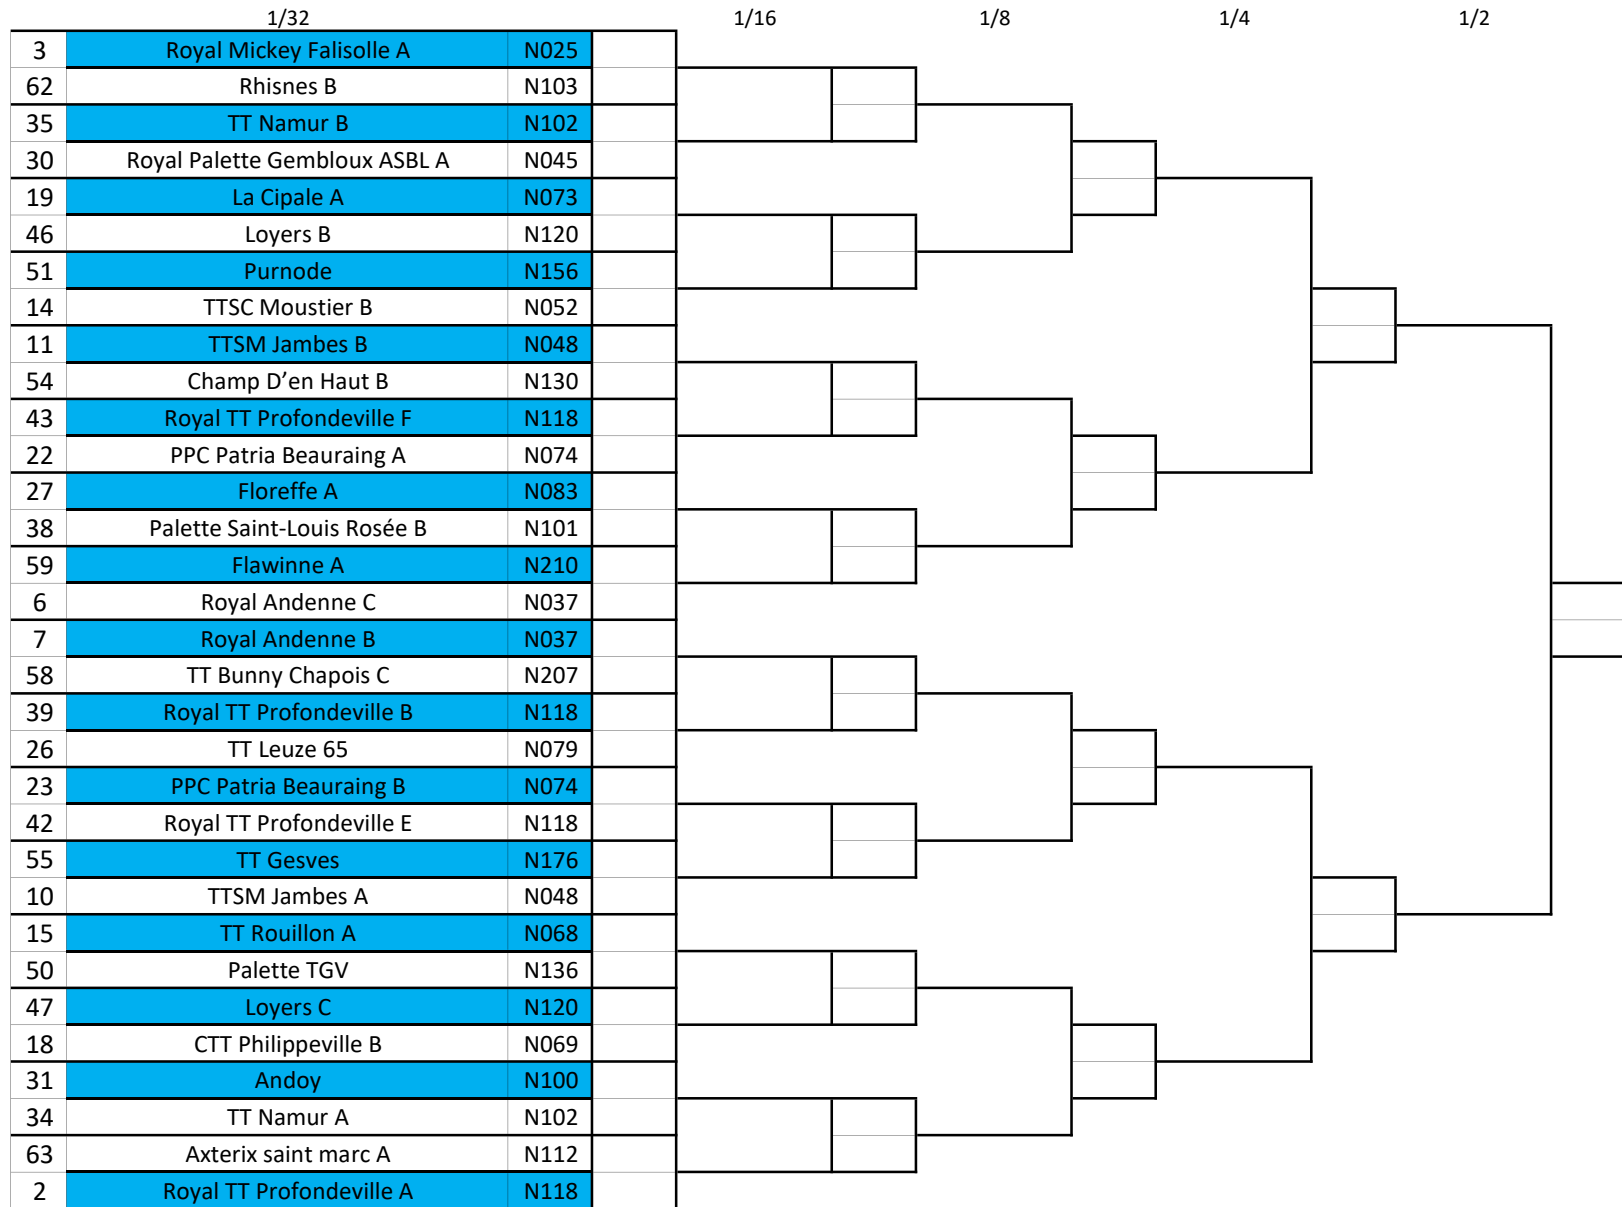 1/32 1/16 1/8 1/4 1/2
3 Royal Mickey Falisolle A N025
62 Rhisnes B N103
35 TT Namur B N102
30 Royal Palette Gembloux ASBL A N045
19 La Cipale A N073
46 Loyers B N120
51 Purnode N156
14 TTSC Moustier B N052
11 TTSM Jambes B N048
54 Champ D’en Haut B N130
43 Royal TT Profondeville F N118
22 PPC Patria Beauraing A N074
27 Floreffe A N083
38 Palette Saint-Louis Rosée B N101
59 Flawinne A N210
6 Royal Andenne C N037
7 Royal Andenne B N037
58 TT Bunny Chapois C N207
39 Royal TT Profondeville B N118
26 TT Leuze 65 N079
23 PPC Patria Beauraing B N074
42 Royal TT Profondeville E N118
55 TT Gesves N176
10 TTSM Jambes A N048
15 TT Rouillon A N068
50 Palette TGV N136
47 Loyers C N120
18 CTT Philippeville B N069
31 Andoy N100
34 TT Namur A N102
63 Axterix saint marc A N112
2 Royal TT Profondeville A N118